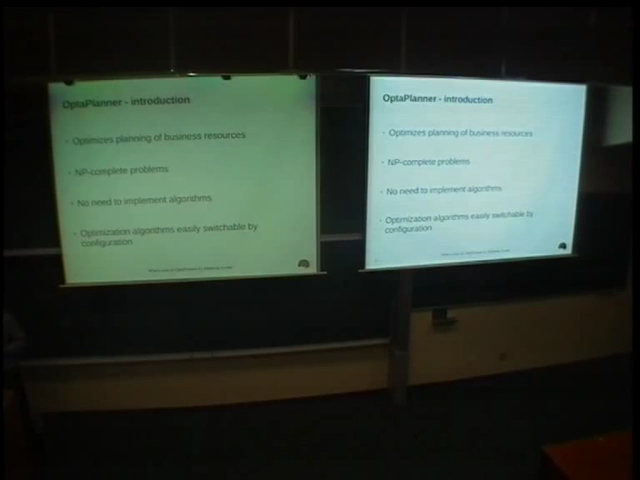 OptaPlanner - introduction
Optimizes planning of business resources
NP-complete problems
No need to implement algorithms
Optimization algorithms easily switchable by
configuration
OptaPlanner - introduction
Optimizes planning of business resources
NP-complete problems
No need to implement algorithms
Optimization algorithms easily switchable by
configuration